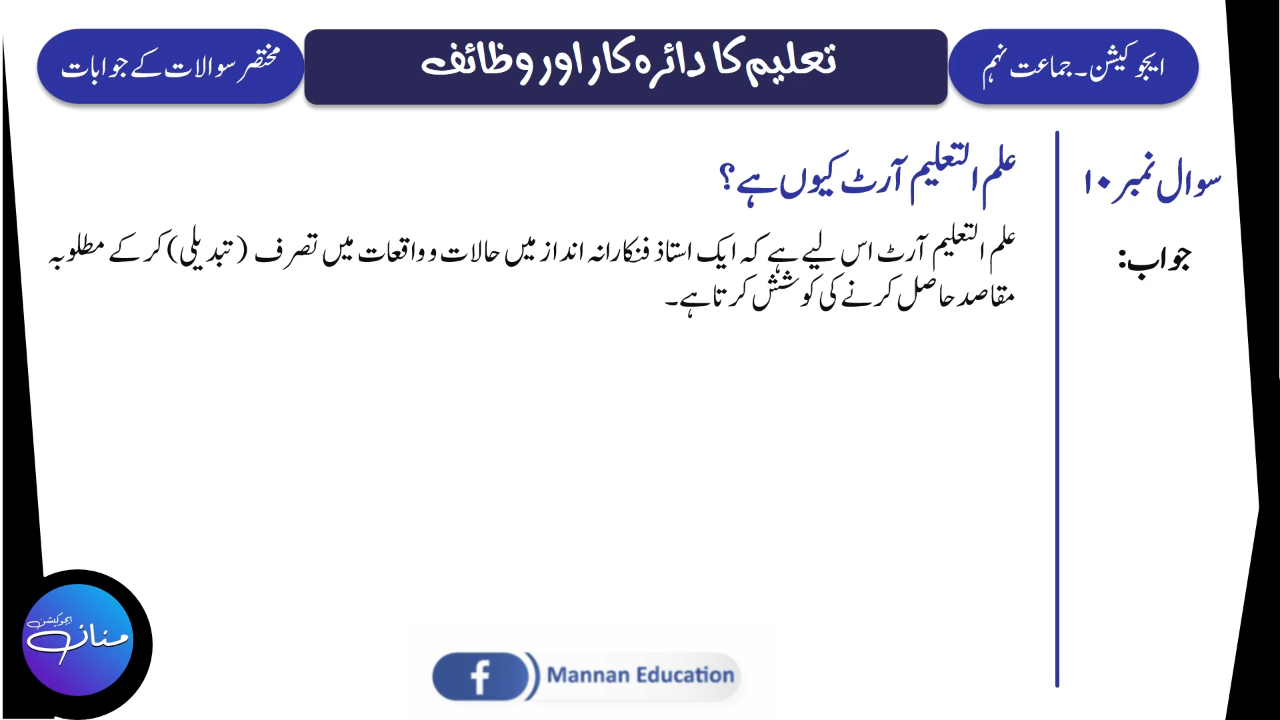 ایجوکیشن۔جماعت نہم
تعلیم کا دائرہ کار اور وظائف
مختصر سوالات کے جوابات
سوال نمبر ۱۰
علم التعلیم آرٹ کیوں ہے؟
جواب:
علم التعلیم آرٹ اس لیے ہے کہ ایک استاذ فنکارانہ انداز میں حالات و واقعات میں تصرف (تبدیلی) کر کے مطلوبہ
مقاصد حاصل کرنے کی کوشش کرتا ہے۔
ایجوکیشن
منان
f
Mannan Education